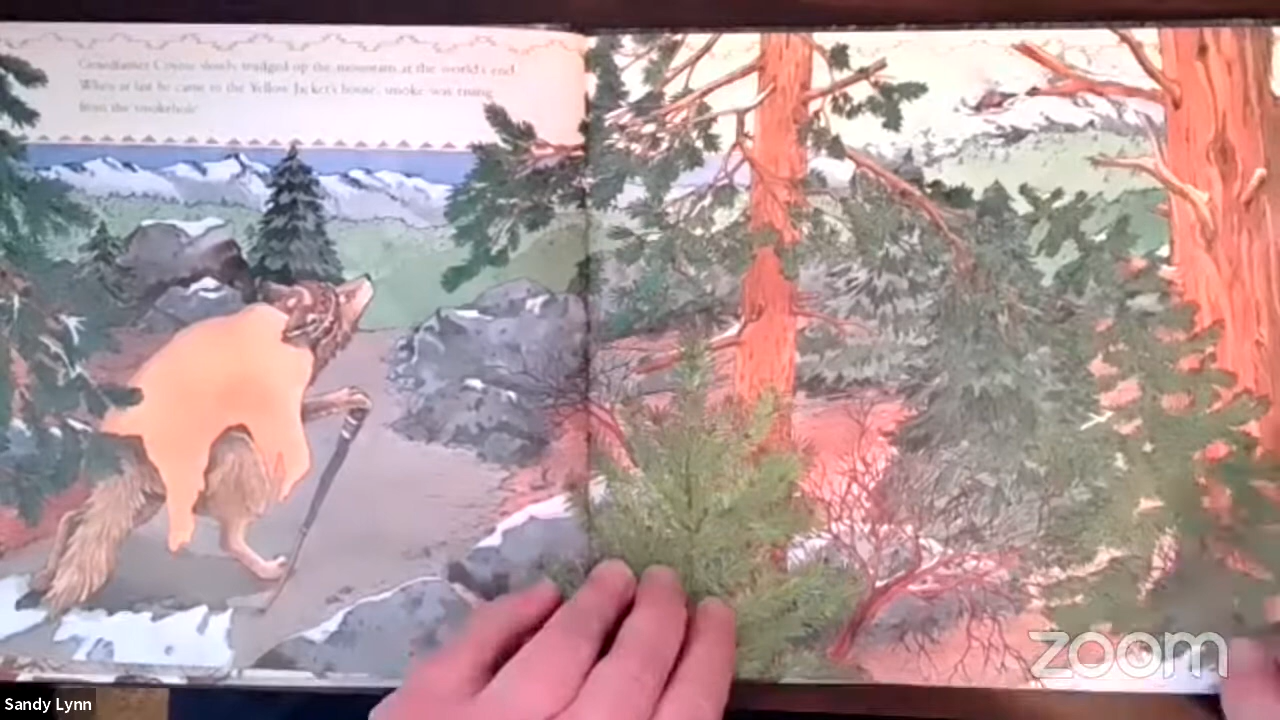 Grandfather Coyote slowly trudged up the mountain at the world's end.
When at last he came to the Yellow Jacket's house, smoke was rising
from the smokehole.
zoom
Sandy Lynn